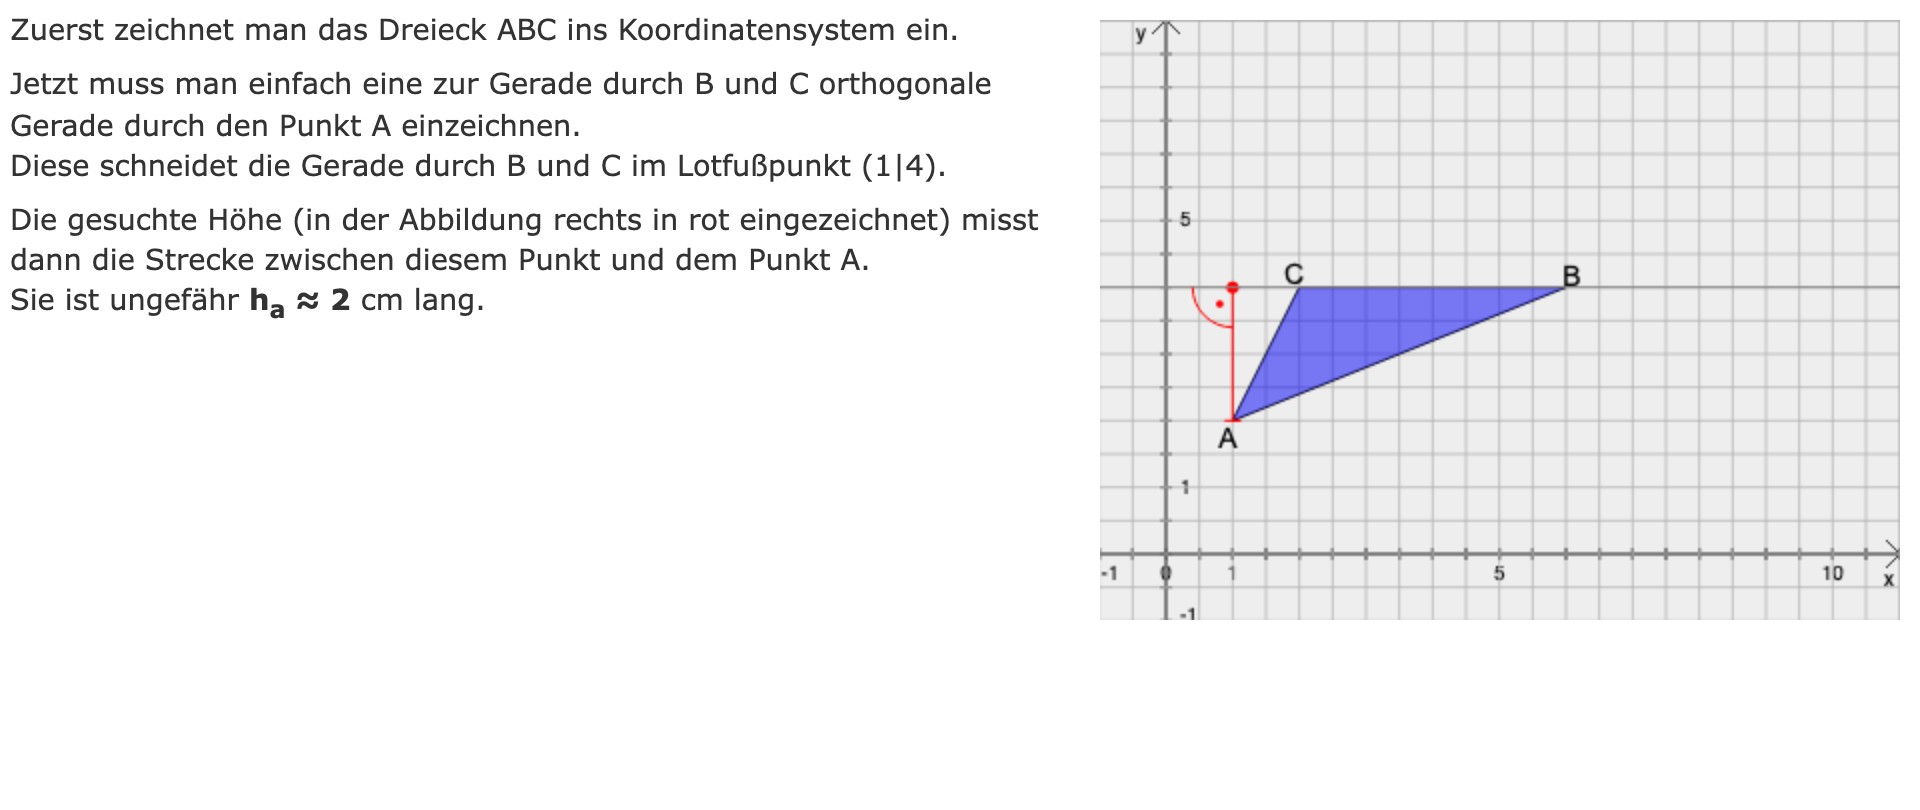 Zuerst zeichnet man das Dreieck ABC ins Koordinatensystem ein.
Jetzt muss man einfach eine zur Gerade durch B und C orthogonale
Gerade durch den Punkt A einzeichnen.
Diese schneidet die Gerade durch B und C im Lotfußpunkt (1|4).
Die gesuchte Höhe (in der Abbildung rechts in rot eingezeichnet) misst
dann die Strecke zwischen diesem Punkt und dem Punkt A.
Sie ist ungefähr hₐ ≈ 2 cm lang.
y
5
C B
A
1
-1 0 1 5 10 x
-1